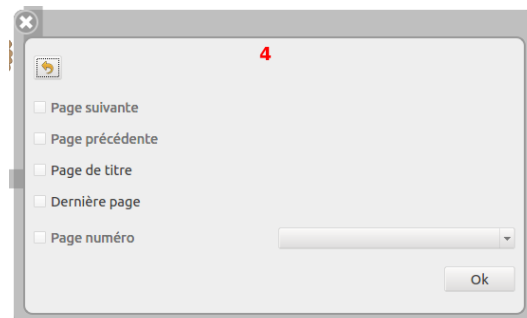 4
Page suivante
Page précédente
Page de titre
Dernière page
Page numéro
Ok